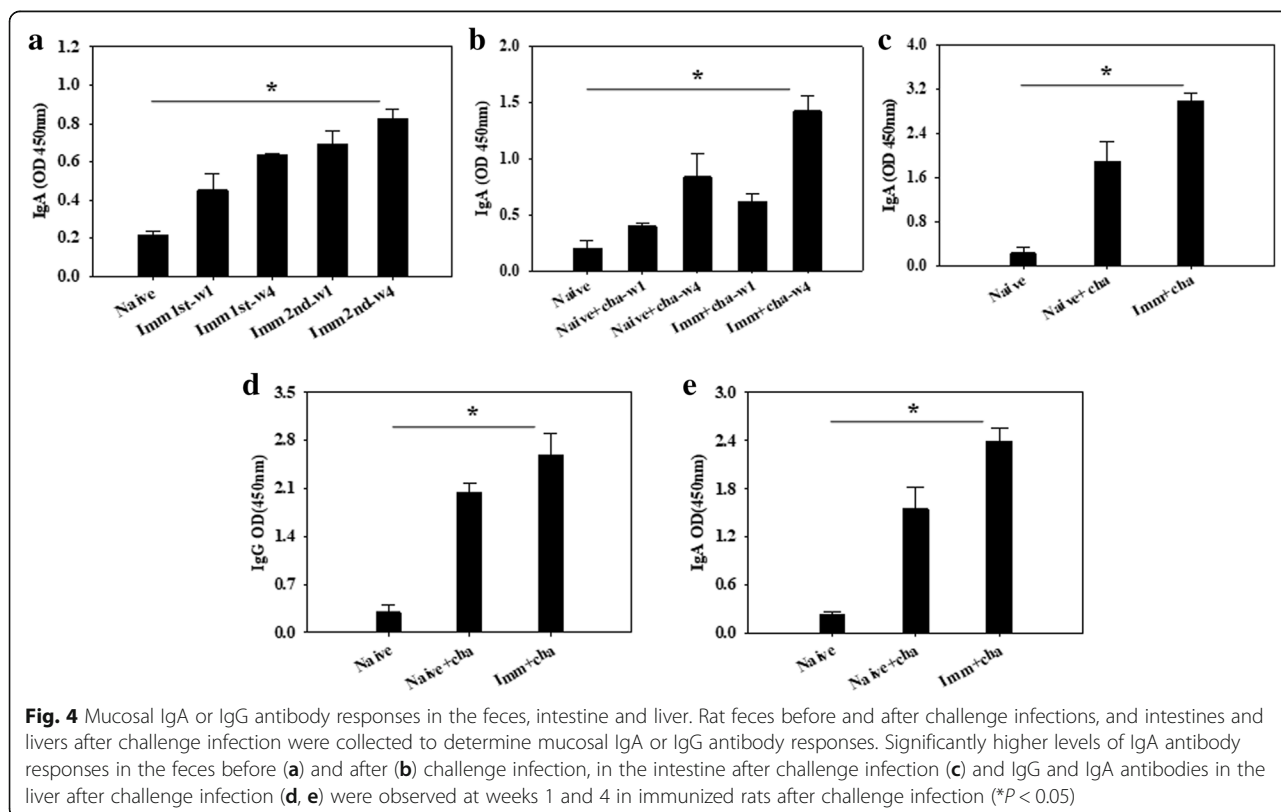 a
1.2
1.0
0.8
0.6
0.4
0.2
0.0
IgA (OD 450nm)
*
Naive
Imm1st-w1
Imm1st-w4
Imm2nd-w1
Imm2nd-w4
b
2.0
1.5
1.0
0.5
0.0
IgA (OD 450nm)
*
Naive
Naive+cha-w1
Naive+cha-w4
Imm+cha-w1
Imm+cha-w4
c
4.0
3.2
2.4
1.6
0.8
0.0
IgA (OD 450nm)
*
Naive
Naive+cha
Imm+cha
d
3.5
2.8
2.1
1.4
0.7
0.0
IgG OD(450nm)
*
Naive
Naive+cha
Imm+cha
e
3.0
2.4
1.8
1.2
0.6
0.0
IgA OD(450nm)
*
Naive
Naive+cha
Imm+cha
Fig. 4 Mucosal IgA or IgG antibody responses in the feces, intestine and liver. Rat feces before and after challenge infections, and intestines and
livers after challenge infection were collected to determine mucosal IgA or IgG antibody responses. Significantly higher levels of IgA antibody
responses in the feces before (a) and after (b) challenge infection, in the intestine after challenge infection (c) and IgG and IgA antibodies in the
liver after challenge infection (d, e) were observed at weeks 1 and 4 in immunized rats after challenge infection (*P < 0.05)